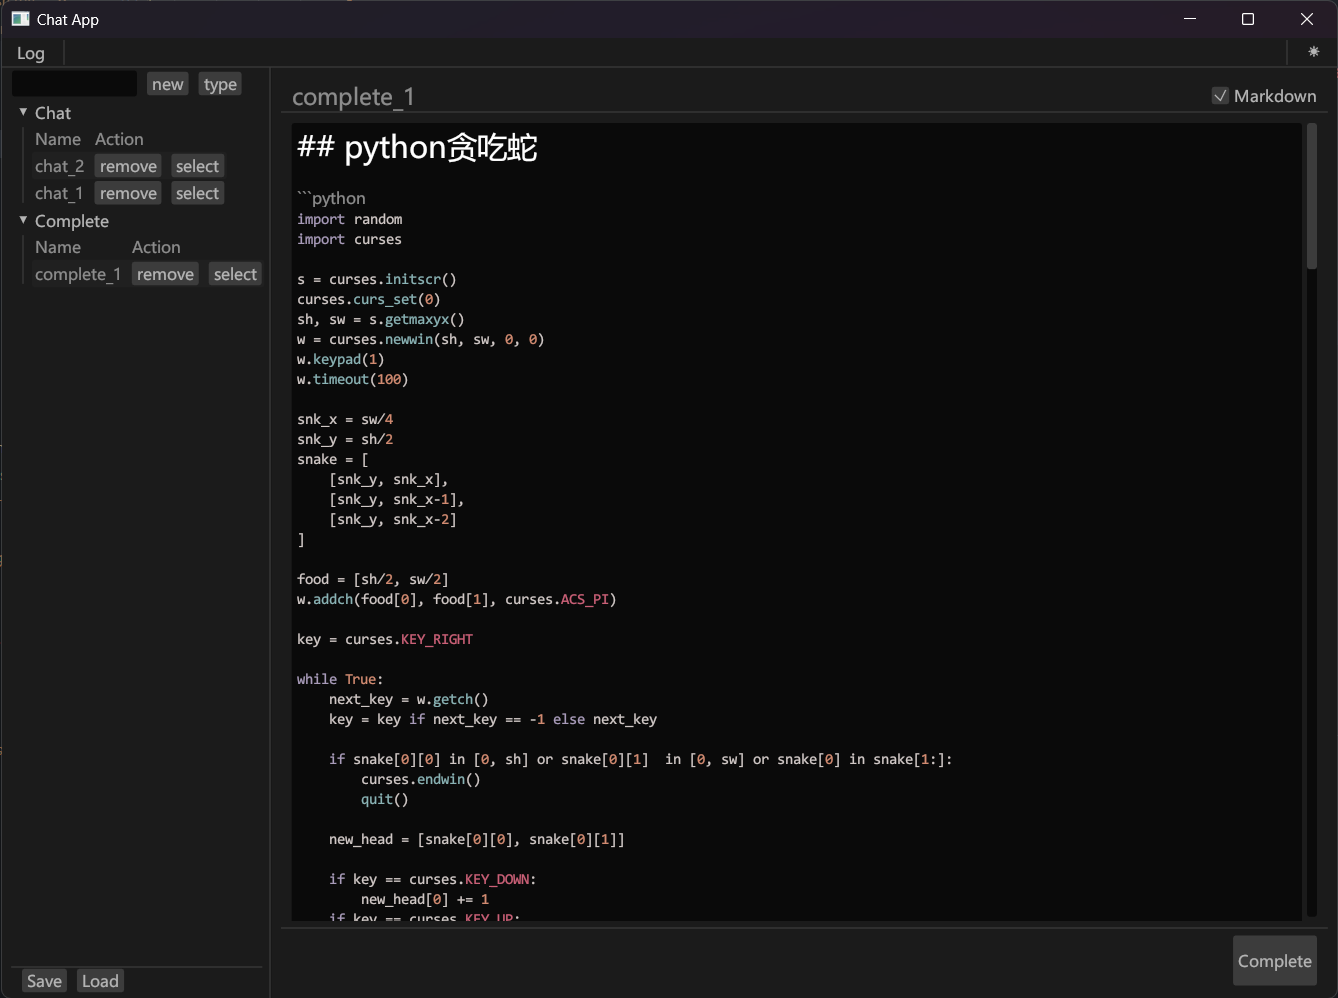 Chat App
Log
new type
Chat
Name Action
chat_2 remove select
chat_1 remove select
Complete
Name Action
complete_1 remove select
Save Load
complete_1
Markdown
## python贪吃蛇
```python
import random
import curses
s = curses.initscr()
curses.curs_set(0)
sh, sw = s.getmaxyx()
w = curses.newwin(sh, sw, 0, 0)
w.keypad(1)
w.timeout(100)
snk_x = sw/4
snk_y = sh/2
snake = [
    [snk_y, snk_x],
    [snk_y, snk_x-1],
    [snk_y, snk_x-2]
]
food = [sh/2, sw/2]
w.addch(food[0], food[1], curses.ACS_PI)
key = curses.KEY_RIGHT
while True:
    next_key = w.getch()
    key = key if next_key == -1 else next_key
    if snake[0][0] in [0, sh] or snake[0][1]  in [0, sw] or snake[0] in snake[1:]:
        curses.endwin()
        quit()
    new_head = [snake[0][0], snake[0][1]]
    if key == curses.KEY_DOWN:
        new_head[0] += 1
    if key == curses.KEY_UP:
Complete